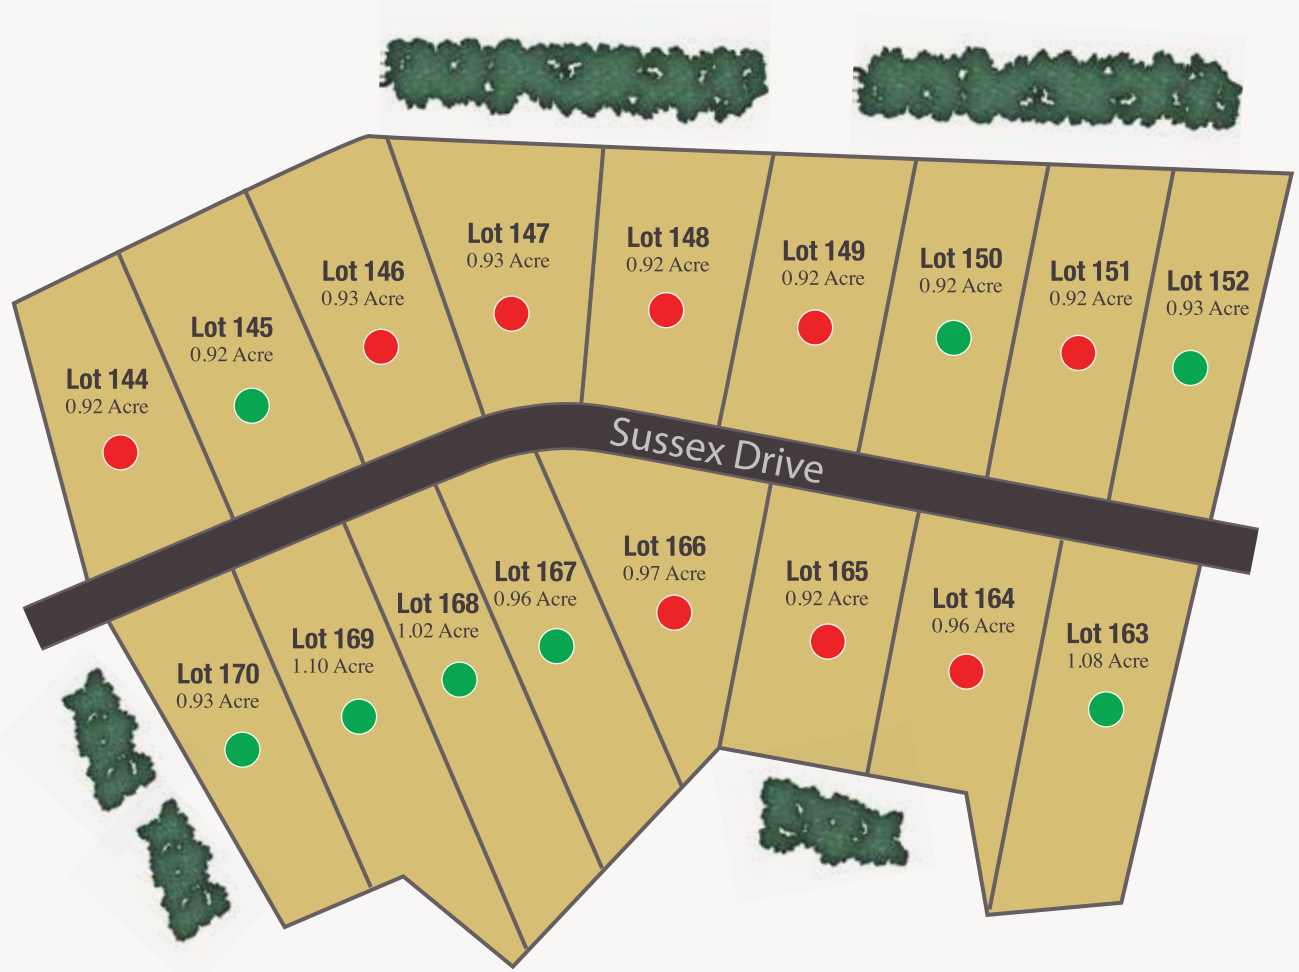 Lot 144
0.92 Acre
Lot 145
0.92 Acre
Lot 146
0.93 Acre
Lot 147
0.93 Acre
Lot 148
0.92 Acre
Lot 149
0.92 Acre
Lot 150
0.92 Acre
Lot 151
0.92 Acre
Lot 152
0.93 Acre
Sussex Drive
Lot 170
0.93 Acre
Lot 169
1.10 Acre
Lot 168
1.02 Acre
Lot 167
0.96 Acre
Lot 166
0.97 Acre
Lot 165
0.92 Acre
Lot 164
0.96 Acre
Lot 163
1.08 Acre